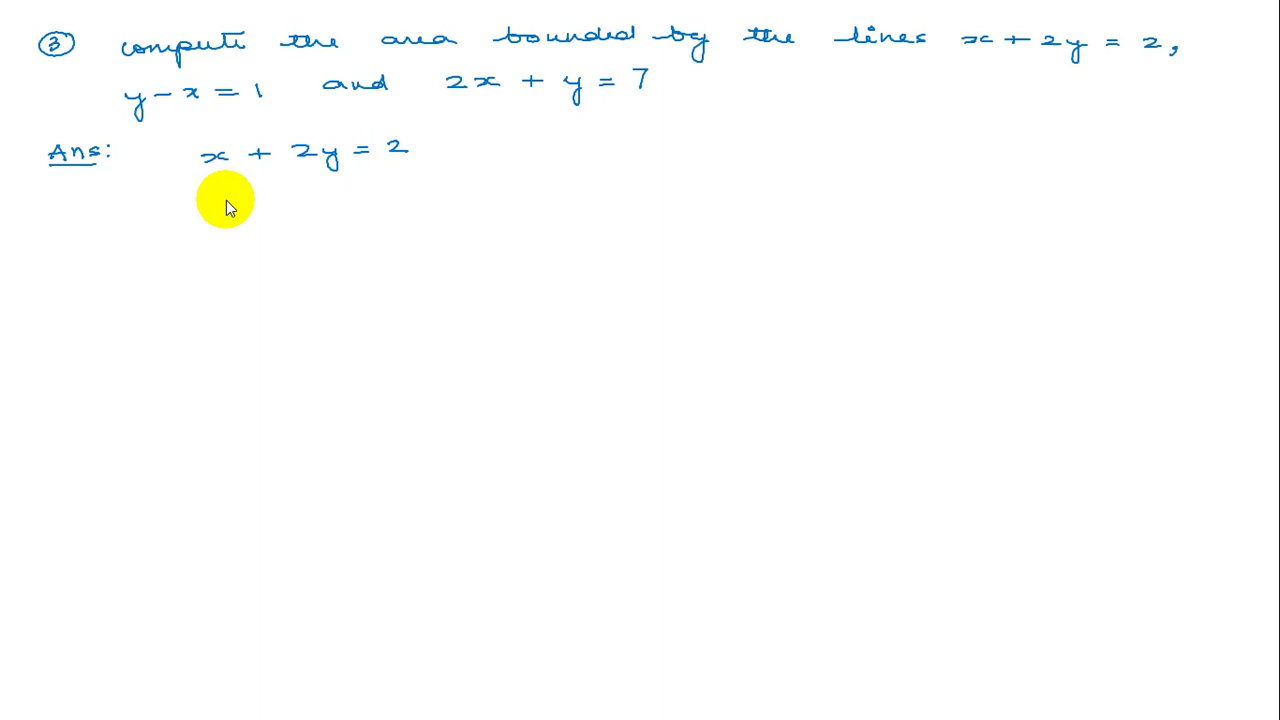 ③ compute the area bounded by the lines x + 2y = 2,
y - x = 1 and 2x + y = 7
Ans: x + 2y = 2